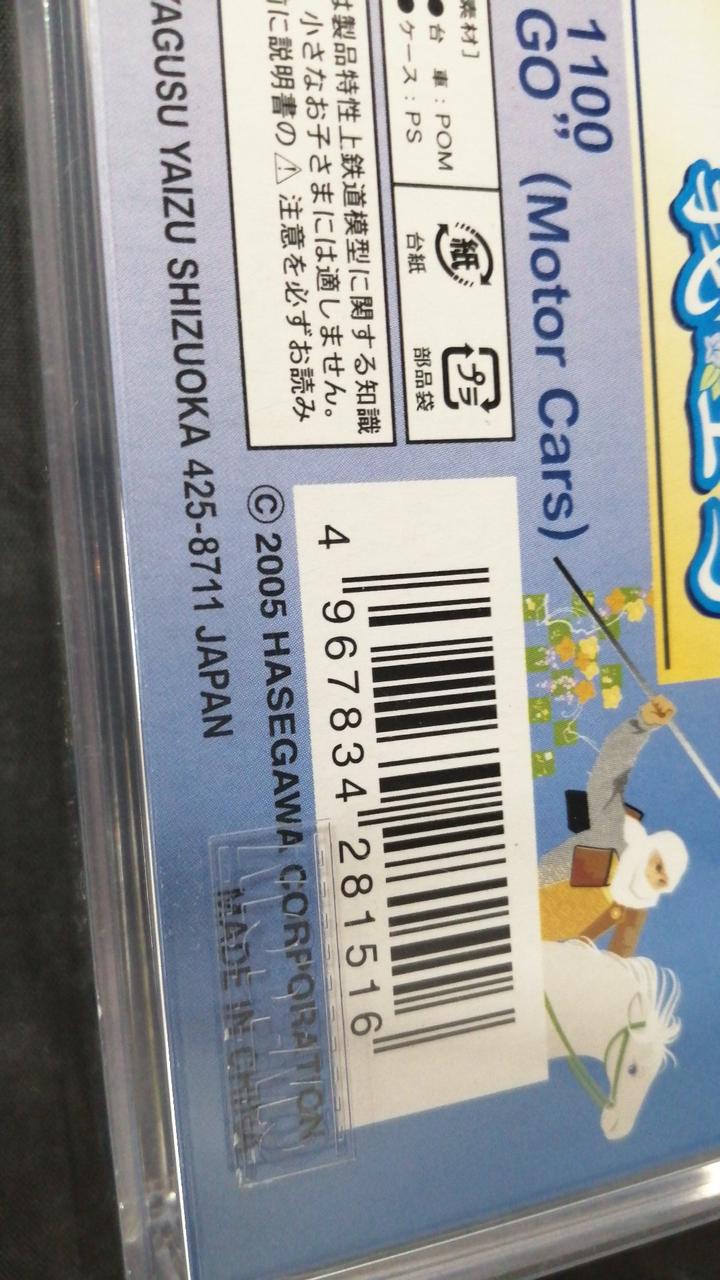 1100
GO” (Motor Cars)
素材]
●台 車：POM
●ケース：PS
紙
台紙
プラ
部品袋
は製品特性上鉄道模型に関する知識
小さなお子さまには適しません。
前に説明書の⚠注意を必ずお読み
4 967834 281516
© 2005 HASEGAWA CORPORATION
MADE IN CHINA
YAGUSU YAIZU SHIZUOKA 425-8711 JAPAN